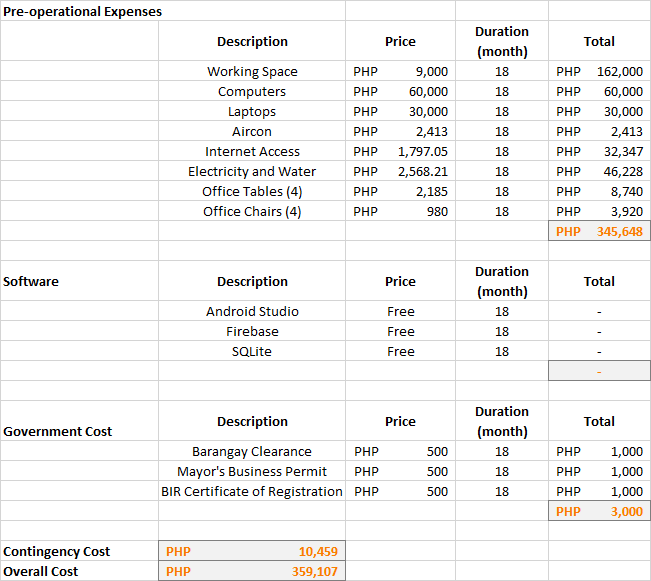 Pre-operational Expenses
Description Price Duration (month) Total
Working Space PHP 9,000 18 PHP 162,000
Computers PHP 60,000 18 PHP 60,000
Laptops PHP 30,000 18 PHP 30,000
Aircon PHP 2,413 18 PHP 2,413
Internet Access PHP 1,797.05 18 PHP 32,347
Electricity and Water PHP 2,568.21 18 PHP 46,228
Office Tables (4) PHP 2,185 18 PHP 8,740
Office Chairs (4) PHP 980 18 PHP 3,920
PHP 345,648
Software Description Price Duration (month) Total
Android Studio Free 18 -
Firebase Free 18 -
SQLite Free 18 -
-
Government Cost Description Price Duration (month) Total
Barangay Clearance PHP 500 18 PHP 1,000
Mayor's Business Permit PHP 500 18 PHP 1,000
BIR Certificate of Registration PHP 500 18 PHP 1,000
PHP 3,000
Contingency Cost PHP 10,459
Overall Cost PHP 359,107